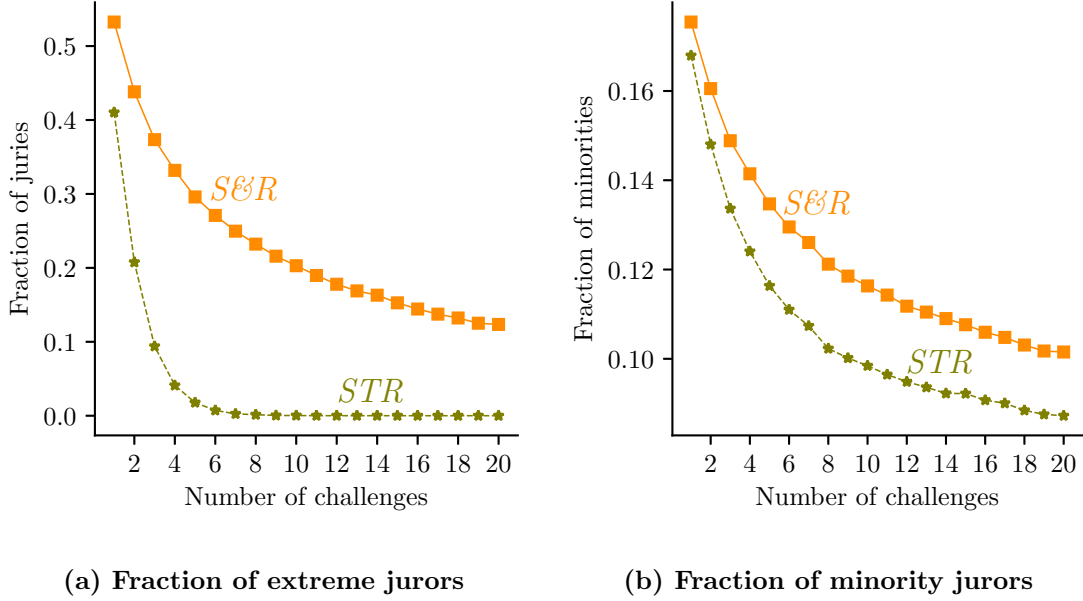 0.5
0.4
0.3
0.2
0.1
0.0
Fraction of juries
S&R
STR
2 4 6 8 10 12 14 16 18 20
Number of challenges
(a) Fraction of extreme jurors
0.16
0.14
0.12
0.10
Fraction of minorities
S&R
STR
2 4 6 8 10 12 14 16 18 20
Number of challenges
(b) Fraction of minority jurors